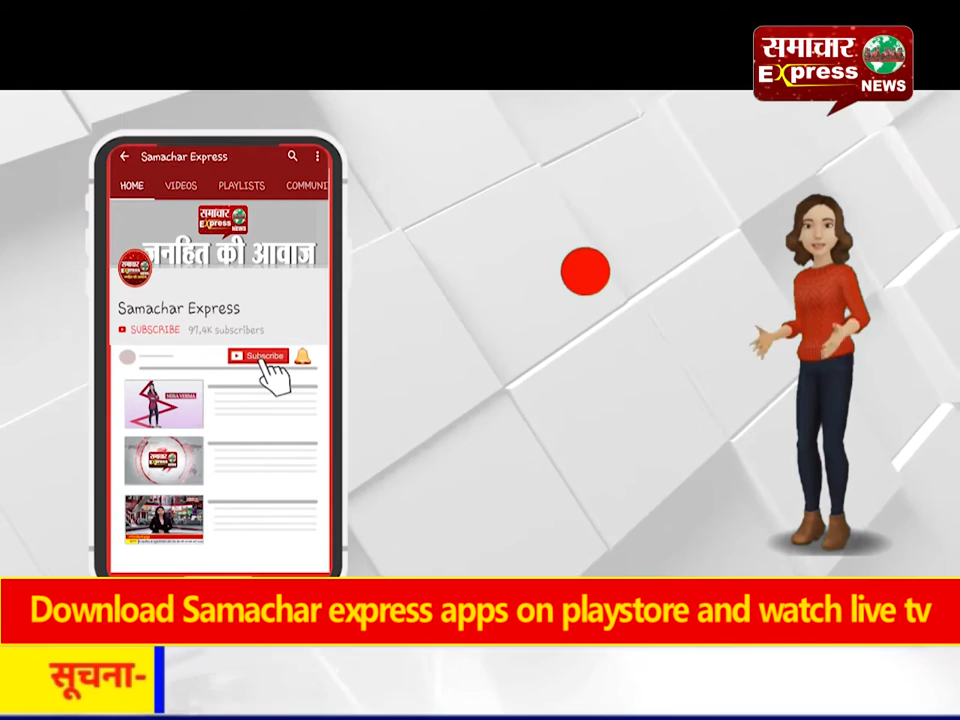 समाचार
Express
NEWS
Samachar Express
HOME VIDEOS PLAYLISTS COMMUNI
समाचार
Express
NEWS
जनहित की आवाज
Samachar Express
SUBSCRIBE 97.4K subscribers
Subscribe
Download Samachar express apps on playstore and watch live tv
सूचना-